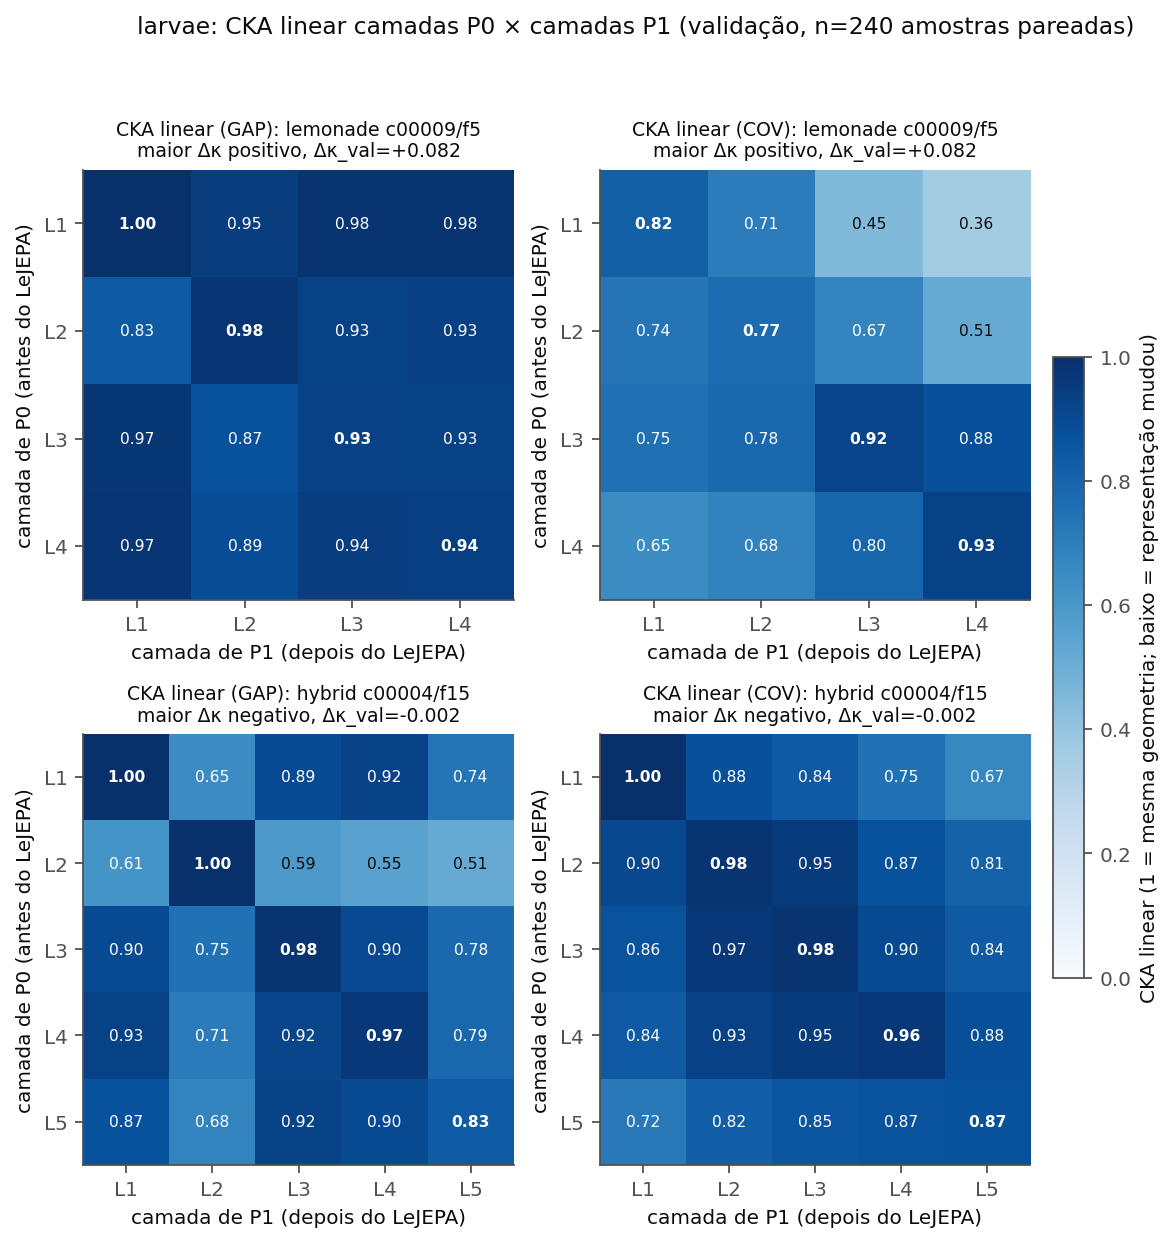 larvae: CKA linear camadas P0 × camadas P1 (validação, n=240 amostras pareadas)
CKA linear (GAP): lemonade c00009/f5
maior Δκ positivo, Δκ_val=+0.082
camada de P0 (antes do LeJEPA)
L1 1.00 0.95 0.98 0.98
L2 0.83 0.98 0.93 0.93
L3 0.97 0.87 0.93 0.93
L4 0.97 0.89 0.94 0.94
L1 L2 L3 L4
camada de P1 (depois do LeJEPA)
CKA linear (COV): lemonade c00009/f5
maior Δκ positivo, Δκ_val=+0.082
camada de P0 (antes do LeJEPA)
L1 0.82 0.71 0.45 0.36
L2 0.74 0.77 0.67 0.51
L3 0.75 0.78 0.92 0.88
L4 0.65 0.68 0.80 0.93
L1 L2 L3 L4
camada de P1 (depois do LeJEPA)
CKA linear (GAP): hybrid c00004/f15
maior Δκ negativo, Δκ_val=-0.002
camada de P0 (antes do LeJEPA)
L1 1.00 0.65 0.89 0.92 0.74
L2 0.61 1.00 0.59 0.55 0.51
L3 0.90 0.75 0.98 0.90 0.78
L4 0.93 0.71 0.92 0.97 0.79
L5 0.87 0.68 0.92 0.90 0.83
L1 L2 L3 L4 L5
camada de P1 (depois do LeJEPA)
CKA linear (COV): hybrid c00004/f15
maior Δκ negativo, Δκ_val=-0.002
camada de P0 (antes do LeJEPA)
L1 1.00 0.88 0.84 0.75 0.67
L2 0.90 0.98 0.95 0.87 0.81
L3 0.86 0.97 0.98 0.90 0.84
L4 0.84 0.93 0.95 0.96 0.88
L5 0.72 0.82 0.85 0.87 0.87
L1 L2 L3 L4 L5
camada de P1 (depois do LeJEPA)
1.0
0.8
0.6
0.4
0.2
0.0
CKA linear (1 = mesma geometria; baixo = representação mudou)